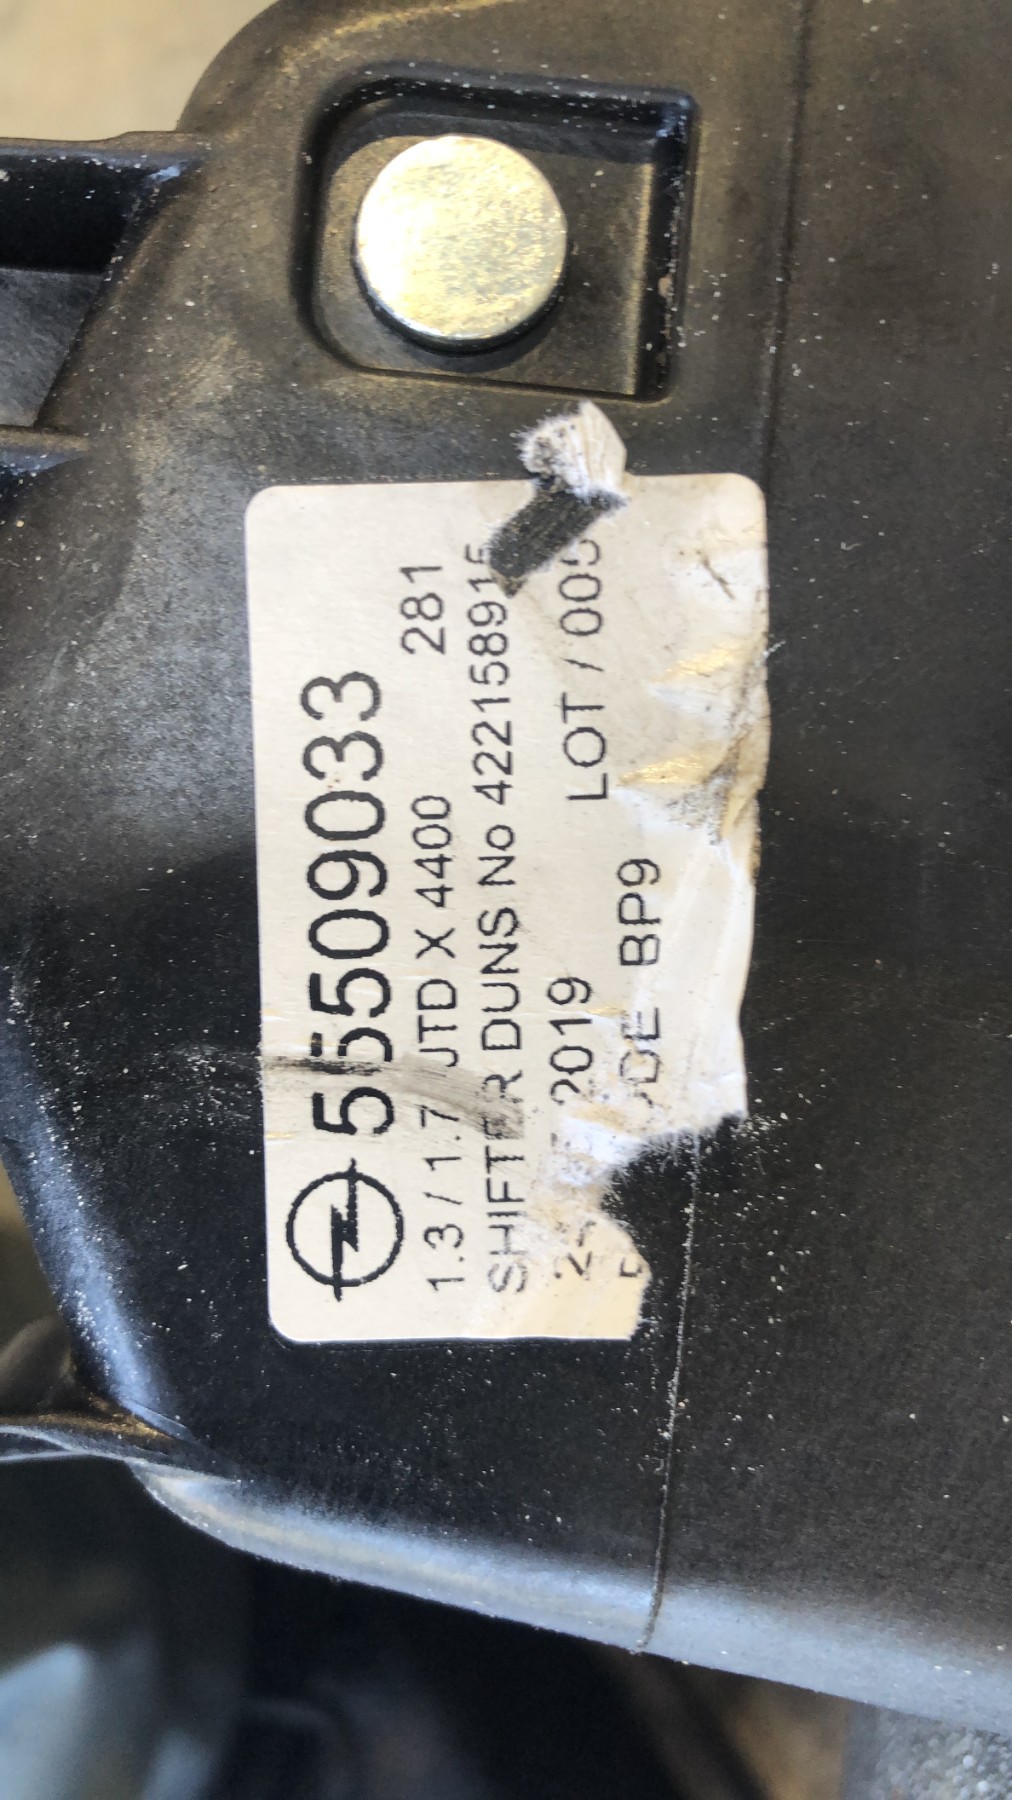 55509033
1.3 / 1.7 JTD X 4400 281
SHIFTER DUNS No 422158915
2019 LOT / 005
BP9